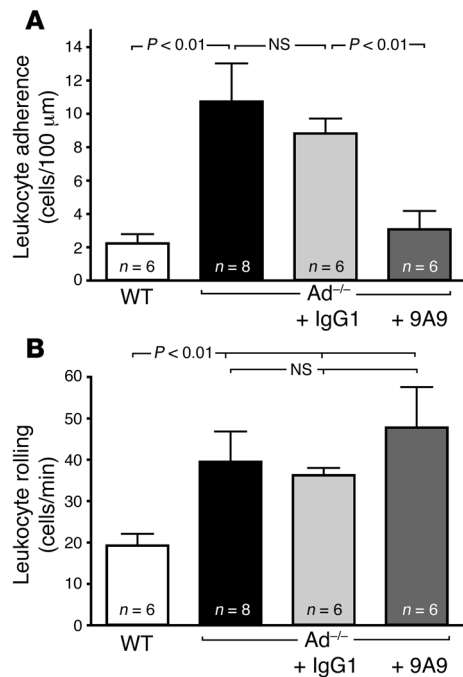 A
Leukocyte adherence
(cells/100 μm)
14
12
10
8
6
4
2
0
P < 0.01 NS P < 0.01
n = 6 n = 8 n = 6 n = 6
WT Ad–/–
+ IgG1 + 9A9
B
Leukocyte rolling
(cells/min)
60
50
40
30
20
10
0
P < 0.01
NS
n = 6 n = 8 n = 6 n = 6
WT Ad–/–
+ IgG1 + 9A9